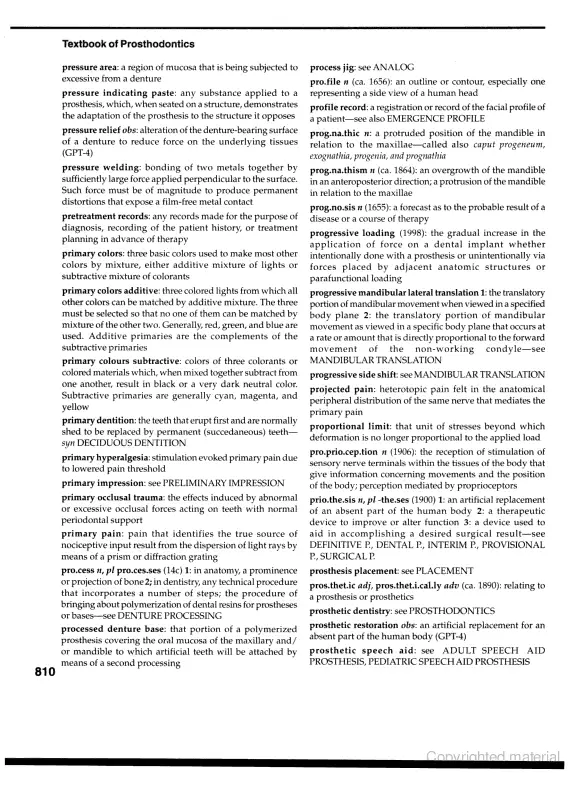 Textbook of Prosthodontics
pressure area: a region of mucosa that is being subjected to
excessive from a denture
pressure indicating paste: any substance applied to a
prosthesis, which, when seated on a structure, demonstrates
the adaptation of the prosthesis to the structure it opposes
pressure relief obs: alteration of the denture-bearing surface
of a denture to reduce force on the underlying tissues
(GPT-4)
pressure welding: bonding of two metals together by
sufficiently large force applied perpendicular to the surface.
Such force must be of magnitude to produce permanent
distortions that expose a film-free metal contact
pretreatment records: any records made for the purpose of
diagnosis, recording of the patient history, or treatment
planning in advance of therapy
primary colors: three basic colors used to make most other
colors by mixture, either additive mixture of lights or
subtractive mixture of colorants
primary colors additive: three colored lights from which all
other colors can be matched by additive mixture. The three
must be selected so that no one of them can be matched by
mixture of the other two. Generally, red, green, and blue are
used. Additive primaries are the complements of the
subtractive primaries
primary colours subtractive: colors of three colorants or
colored materials which, when mixed together subtract from
one another, result in black or a very dark neutral color.
Subtractive primaries are generally cyan, magenta, and
yellow
primary dentition: the teeth that erupt first and are normally
shed to be replaced by permanent (succedaneous) teeth—
syn DECIDUOUS DENTITION
primary hyperalgesia: stimulation evoked primary pain due
to lowered pain threshold
primary impression: see PRELIMINARY IMPRESSION
primary occlusal trauma: the effects induced by abnormal
or excessive occlusal forces acting on teeth with normal
periodontal support
primary pain: pain that identifies the true source of
nociceptive input result from the dispersion of light rays by
means of a prism or diffraction grating
pro.cess n, pl pro.ces.ses (14c) 1: in anatomy, a prominence
or projection of bone 2; in dentistry, any technical procedure
that incorporates a number of steps; the procedure of
bringing about polymerization of dental resins for prostheses
or bases—see DENTURE PROCESSING
processed denture base: that portion of a polymerized
prosthesis covering the oral mucosa of the maxillary and/
or mandible to which artificial teeth will be attached by
means of a second processing
810
process jig: see ANALOG
pro.file n (ca. 1656): an outline or contour, especially one
representing a side view of a human head
profile record: a registration or record of the facial profile of
a patient—see also EMERGENCE PROFILE
prog.na.thic n: a protruded position of the mandible in
relation to the maxillae—called also caput progeneum,
exognathia, progenia, and prognathia
prog.na.thism n (ca. 1864): an overgrowth of the mandible
in an anteroposterior direction; a protrusion of the mandible
in relation to the maxillae
prog.no.sis n (1655): a forecast as to the probable result of a
disease or a course of therapy
progressive loading (1998): the gradual increase in the
application of force on a dental implant whether
intentionally done with a prosthesis or unintentionally via
forces placed by adjacent anatomic structures or
parafunctional loading
progressive mandibular lateral translation 1: the translatory
portion of mandibular movement when viewed in a specified
body plane 2: the translatory portion of mandibular
movement as viewed in a specific body plane that occurs at
a rate or amount that is directly proportional to the forward
movement of the non-working condyle—see
MANDIBULAR TRANSLATION
progressive side shift: see MANDIBULAR TRANSLATION
projected pain: heterotopic pain felt in the anatomical
peripheral distribution of the same nerve that mediates the
primary pain
proportional limit: that unit of stresses beyond which
deformation is no longer proportional to the applied load
pro.prio.cep.tion n (1906): the reception of stimulation of
sensory nerve terminals within the tissues of the body that
give information concerning movements and the position
of the body; perception mediated by proprioceptors
prio.the.sis n, pl -the.ses (1900) 1: an artificial replacement
of an absent part of the human body 2: a therapeutic
device to improve or alter function 3: a device used to
aid in accomplishing a desired surgical result—see
DEFINITIVE P., DENTAL P., INTERIM P., PROVISIONAL
P., SURGICAL P.
prosthesis placement: see PLACEMENT
pros.thet.ic adj, pros.thet.i.cal.ly adv (ca. 1890): relating to
a prosthesis or prosthetics
prosthetic dentistry: see PROSTHODONTICS
prosthetic restoration obs: an artificial replacement for an
absent part of the human body (GPT-4)
prosthetic speech aid: see ADULT SPEECH AID
PROSTHESIS, PEDIATRIC SPEECH AID PROSTHESIS
Copyrighted material